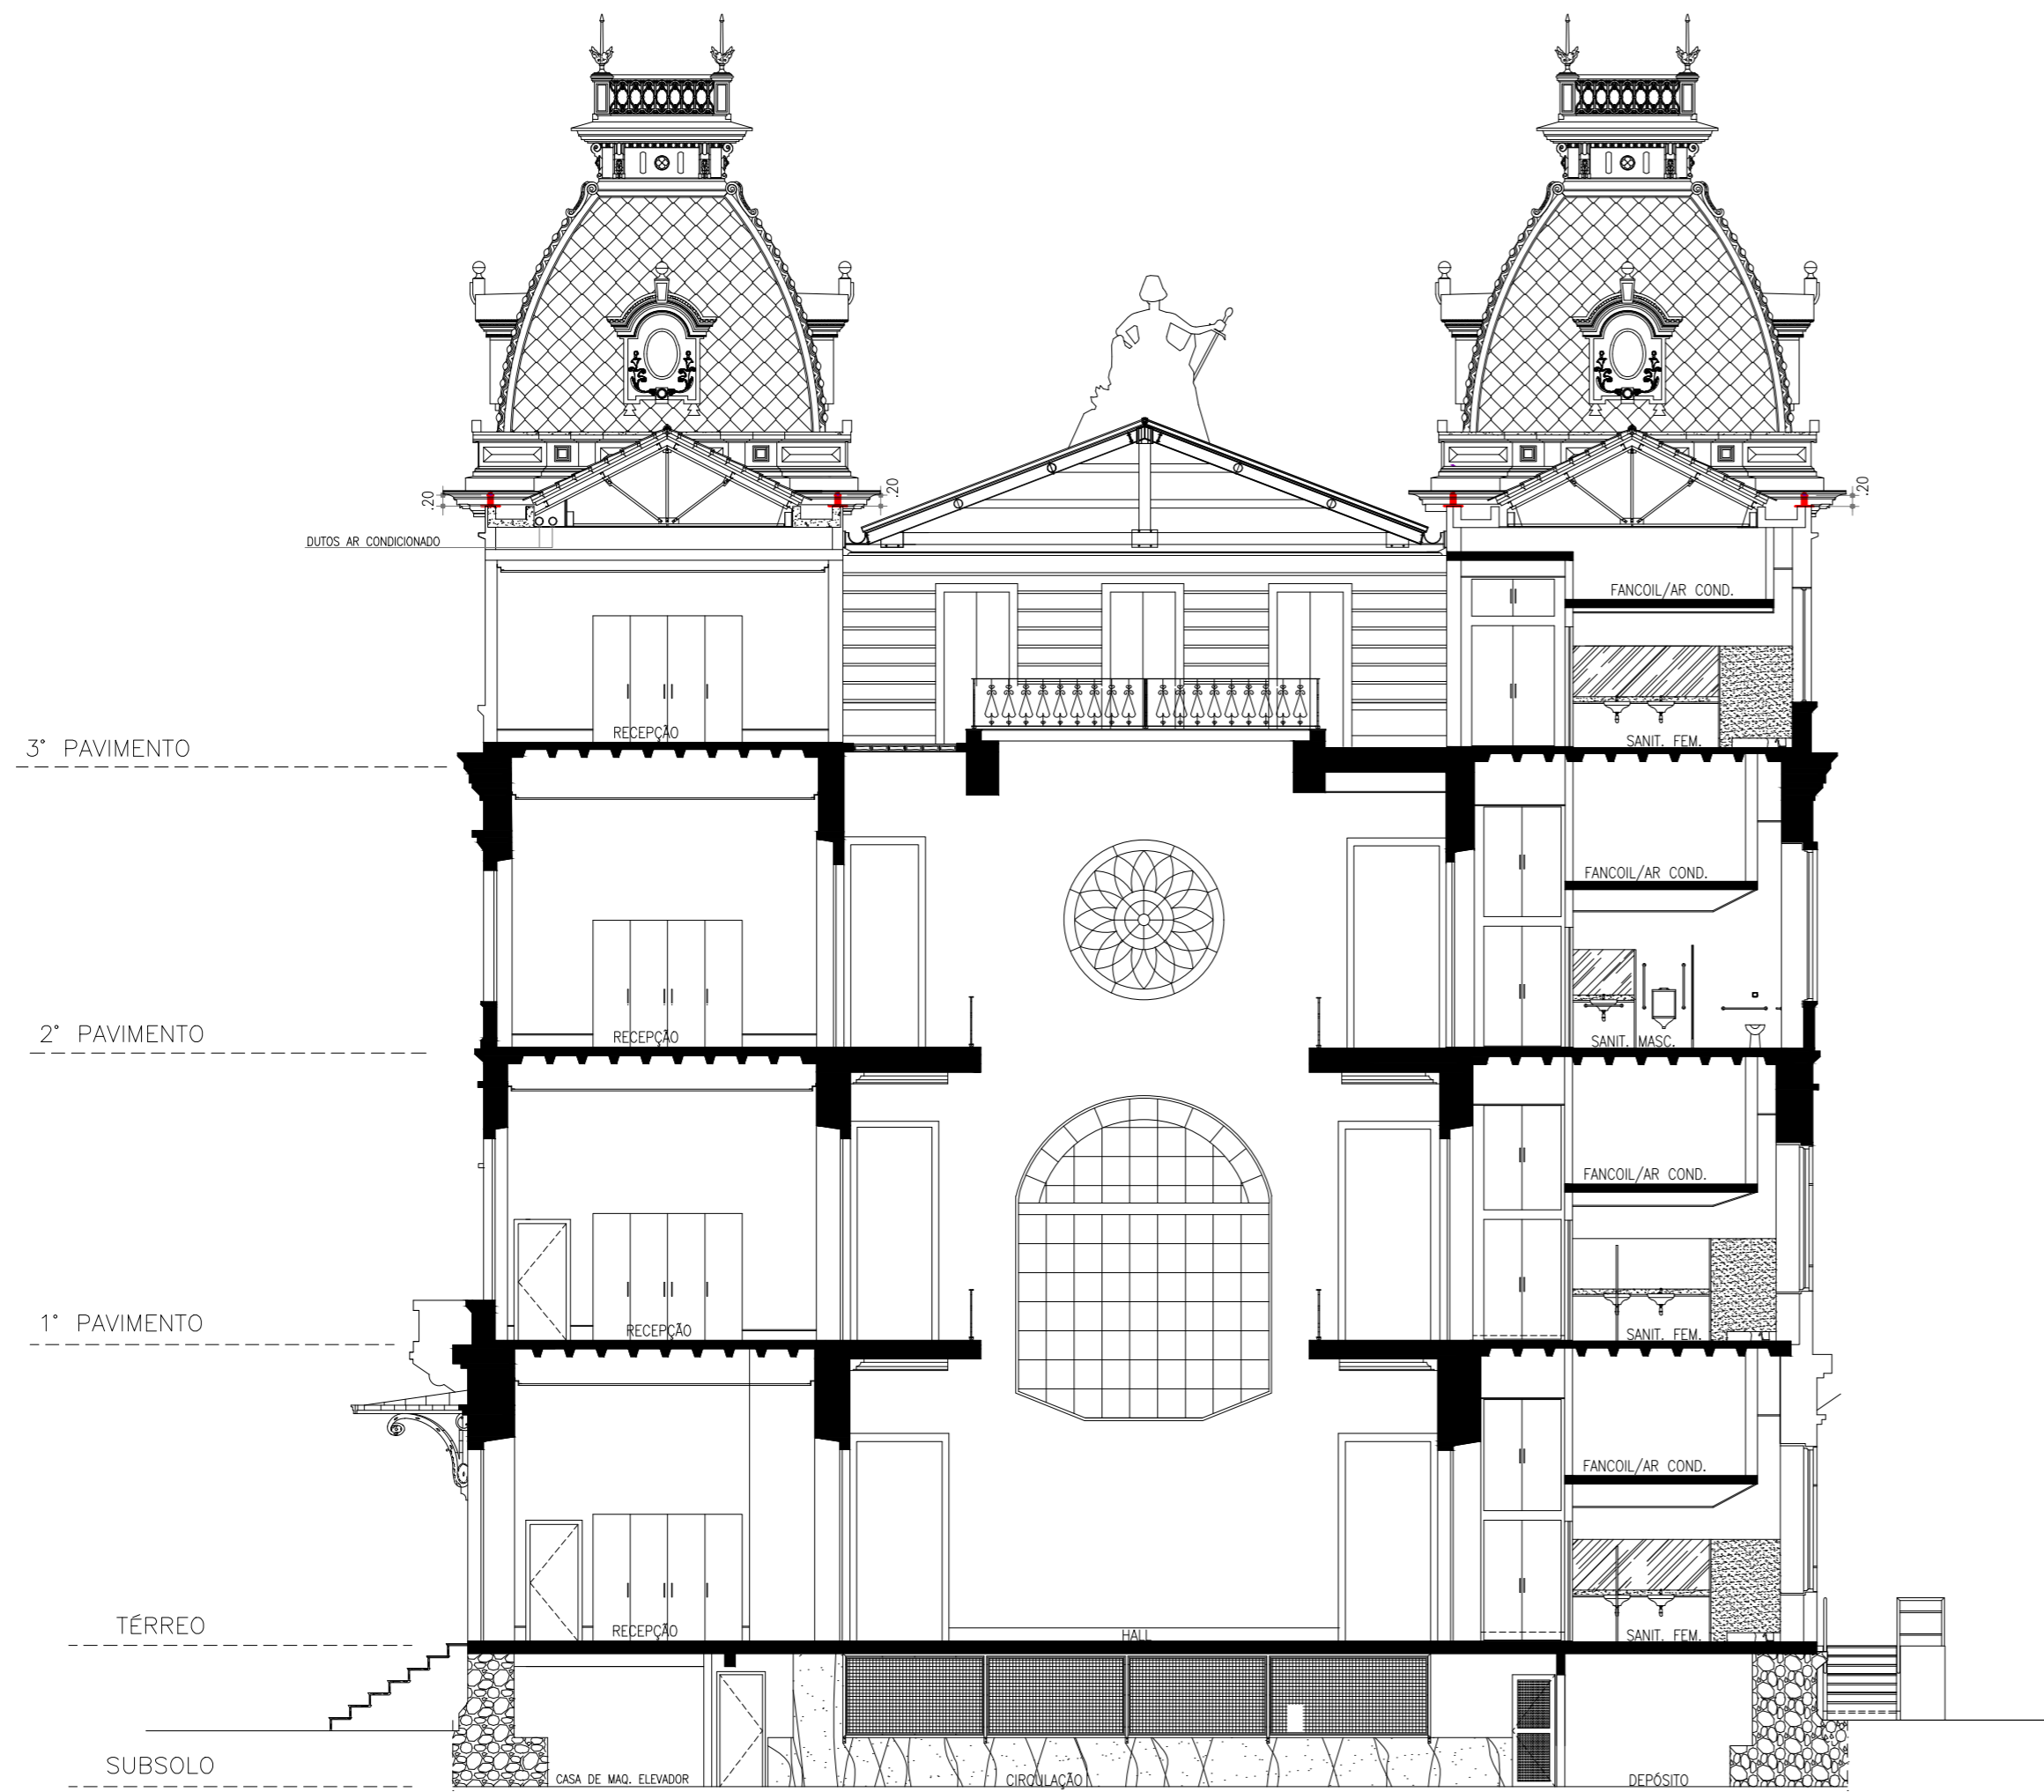 .20
.20
.20
DUTOS AR CONDICIONADO
FANCOIL/AR COND.
RECEPÇÃO
SANIT. FEM.
3° PAVIMENTO
FANCOIL/AR COND.
2° PAVIMENTO
RECEPÇÃO
SANIT. MASC.
FANCOIL/AR COND.
1° PAVIMENTO
RECEPÇÃO
SANIT. FEM.
FANCOIL/AR COND.
TÉRREO
RECEPÇÃO
HALL
SANIT. FEM.
SUBSOLO
CASA DE MAQ. ELEVADOR
CIRCULAÇÃO
DEPÓSITO